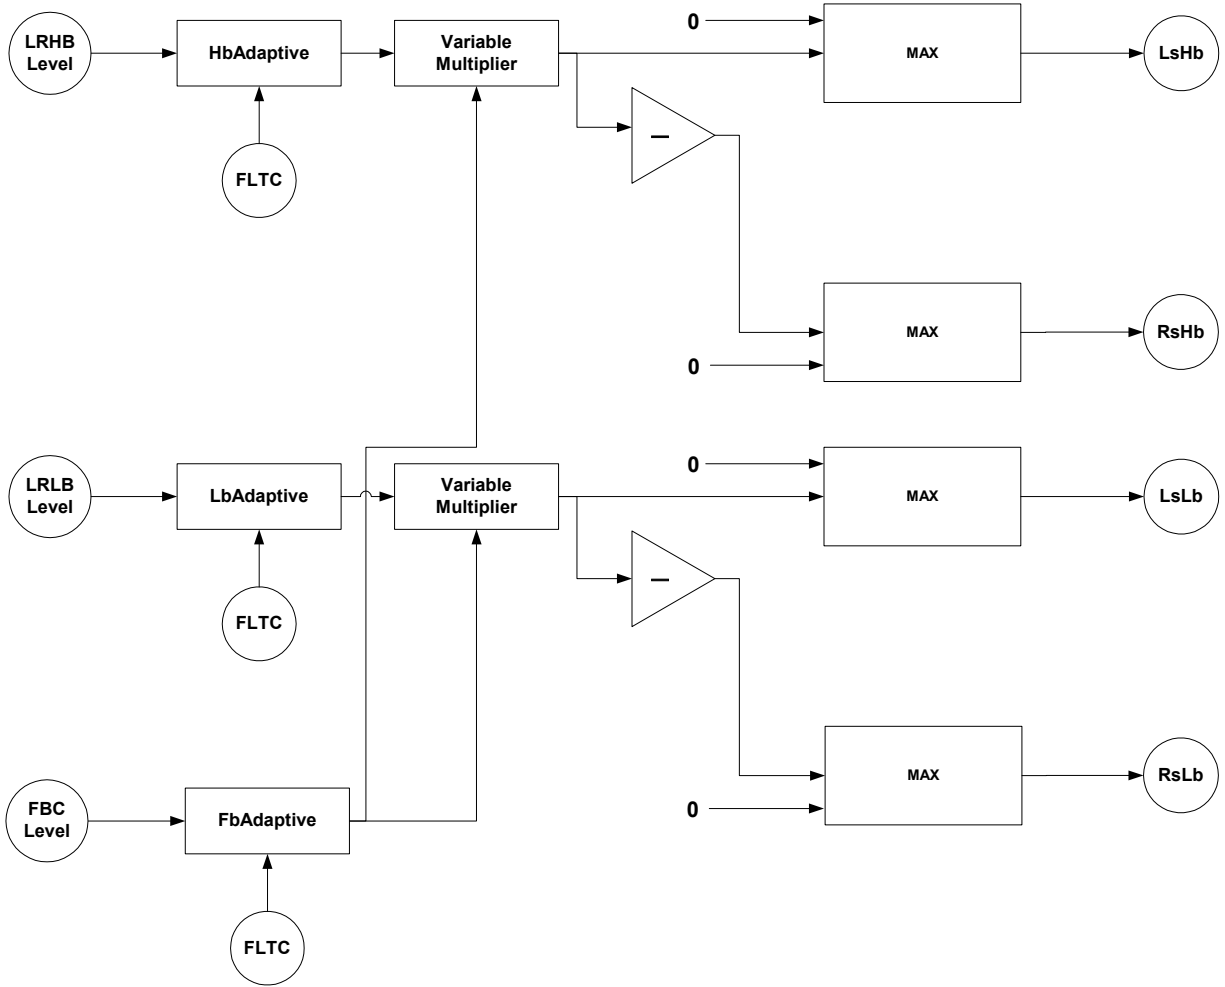 LRHB
Level
HbAdaptive
Variable
Multiplier
0
MAX
LsHb
FLTC
–
0
MAX
RsHb
LRLB
Level
LbAdaptive
Variable
Multiplier
0
MAX
LsLb
FLTC
–
0
MAX
RsLb
FBC
Level
FbAdaptive
FLTC